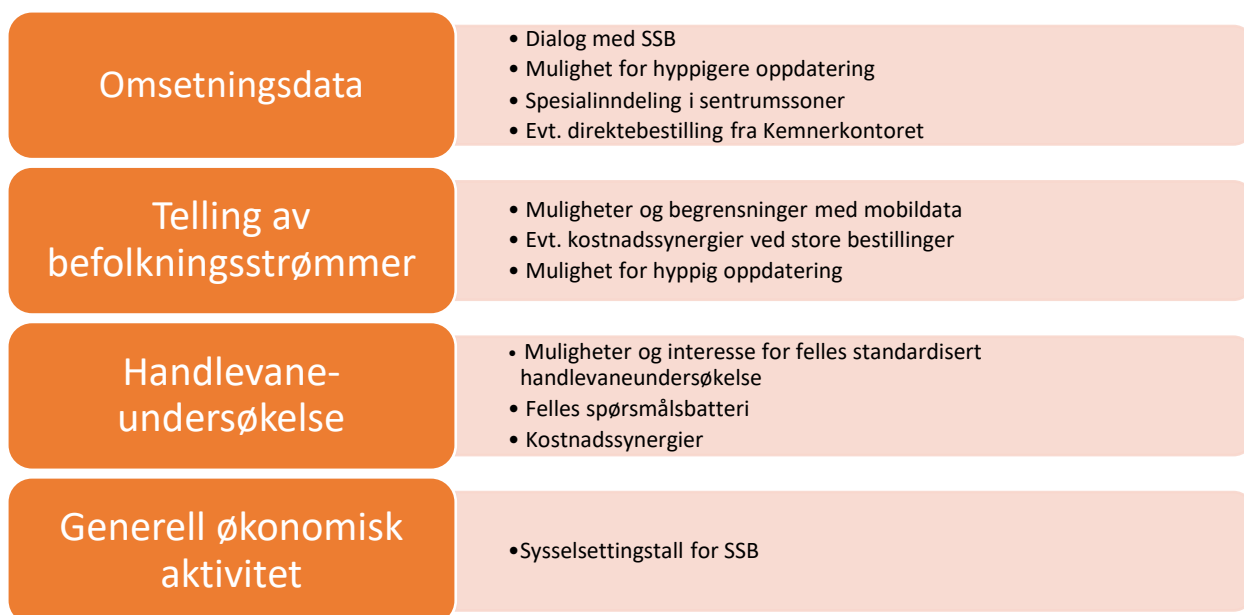 Omsetningsdata
• Dialog med SSB
• Mulighet for hyppigere oppdatering
• Spesialinndeling i sentrumssoner
• Evt. direktebestilling fra Kemnerkontoret
Telling av
befolkningsstrømmer
• Muligheter og begrensninger med mobildata
• Evt. kostnadssynergier ved store bestillinger
• Mulighet for hyppig oppdatering
Handlevane-
undersøkelse
• Muligheter og interesse for felles standardisert
handlevaneundersøkelse
• Felles spørsmålsbatteri
• Kostnadssynergier
Generell økonomisk
aktivitet
•Sysselsettingstall for SSB